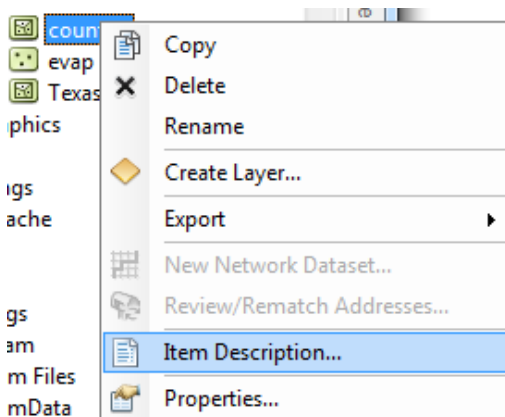 coun
evap
Texas
phics
ngs
ache
gs
am
m Files
mData
Copy
Delete
Rename
Create Layer...
Export
New Network Dataset...
Review/Rematch Addresses...
Item Description...
Properties...